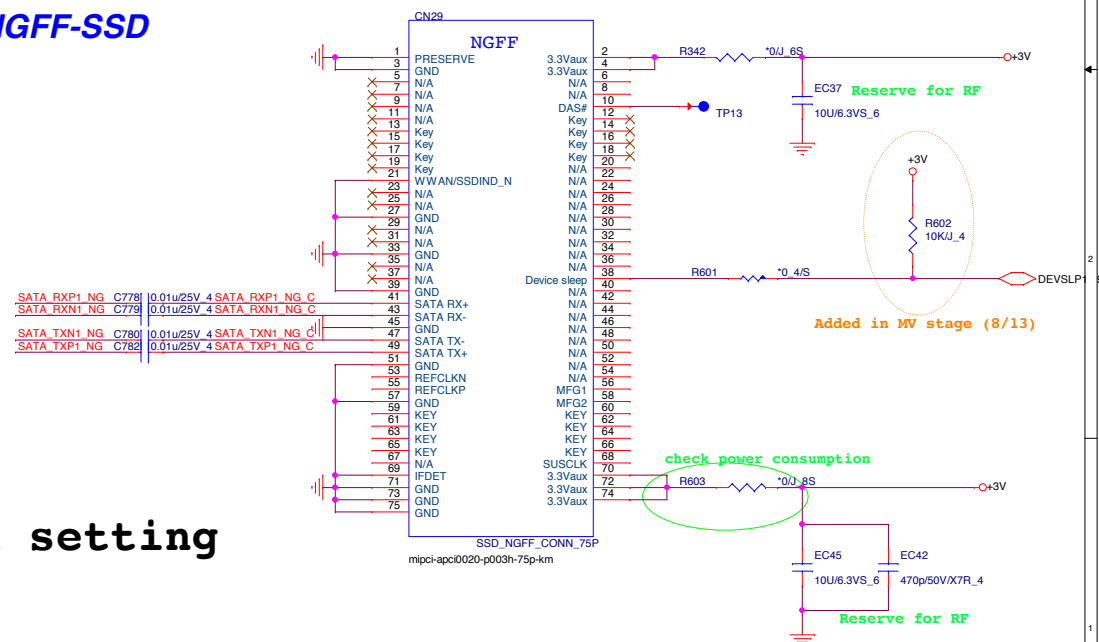 NGFF-SSD
CN29
NGFF
1 PRESERVE
3 GND
5 N/A
7 N/A
9 N/A
11 N/A
13 Key
15 Key
17 Key
19 Key
21 WWAN/SSDIND_N
23 N/A
25 N/A
27 GND
29 N/A
31 N/A
33 GND
35 N/A
37 N/A
39 GND
41 SATA RX+
43 SATA RX-
45 GND
47 SATA TX-
49 SATA TX+
51 GND
53 REFCLKN
55 REFCLKP
57 GND
59 KEY
61 KEY
63 KEY
65 KEY
67 N/A
69 IFDET
71 GND
73 GND
75 GND
3.3Vaux 2
3.3Vaux 4
N/A 6
N/A 8
DAS# 10
Key 12
Key 14
Key 16
Key 18
N/A 20
N/A 22
N/A 24
N/A 26
N/A 28
N/A 30
N/A 32
N/A 34
N/A 36
Device sleep 38
N/A 40
N/A 42
N/A 44
N/A 46
N/A 48
N/A 50
N/A 52
N/A 54
MFG1 56
MFG2 58
KEY 60
KEY 62
KEY 64
KEY 66
SUSCLK 68
3.3Vaux 70
3.3Vaux 72
3.3Vaux 74
SSD_NGFF_CONN_75P
mipci-apci0020-p003h-75p-km
SATA_RXP1_NG C778 0.01u/25V_4 SATA_RXP1_NG_C
SATA_RXN1_NG C779 0.01u/25V_4 SATA_RXN1_NG_C
SATA_TXN1_NG C780 0.01u/25V_4 SATA_TXN1_NG_C
SATA_TXP1_NG C782 0.01u/25V_4 SATA_TXP1_NG_C
R342 *0/J_6S +3V
EC37 Reserve for RF
10U/6.3VS_6
TP13
+3V
R602
10K/J_4
R601 *0_4/S DEVSLP1
Added in MV stage (8/13)
check power consumption
R603 *0/J_8S +3V
EC45 EC42
10U/6.3VS_6 470p/50V/X7R_4
Reserve for RF
setting
2
1